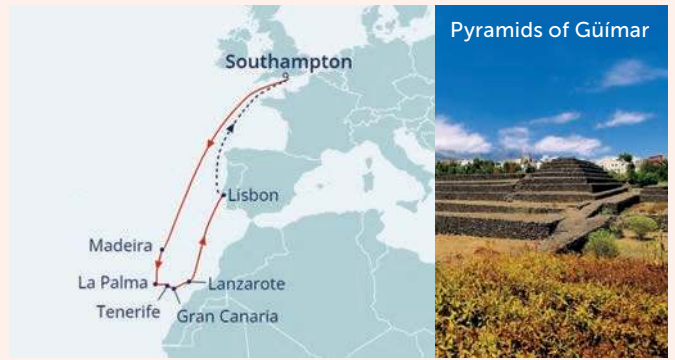 Pyramids of Güímar
Southampton
Lisbon
Madeira
La Palma
Lanzarote
Tenerife
Gran Canaria